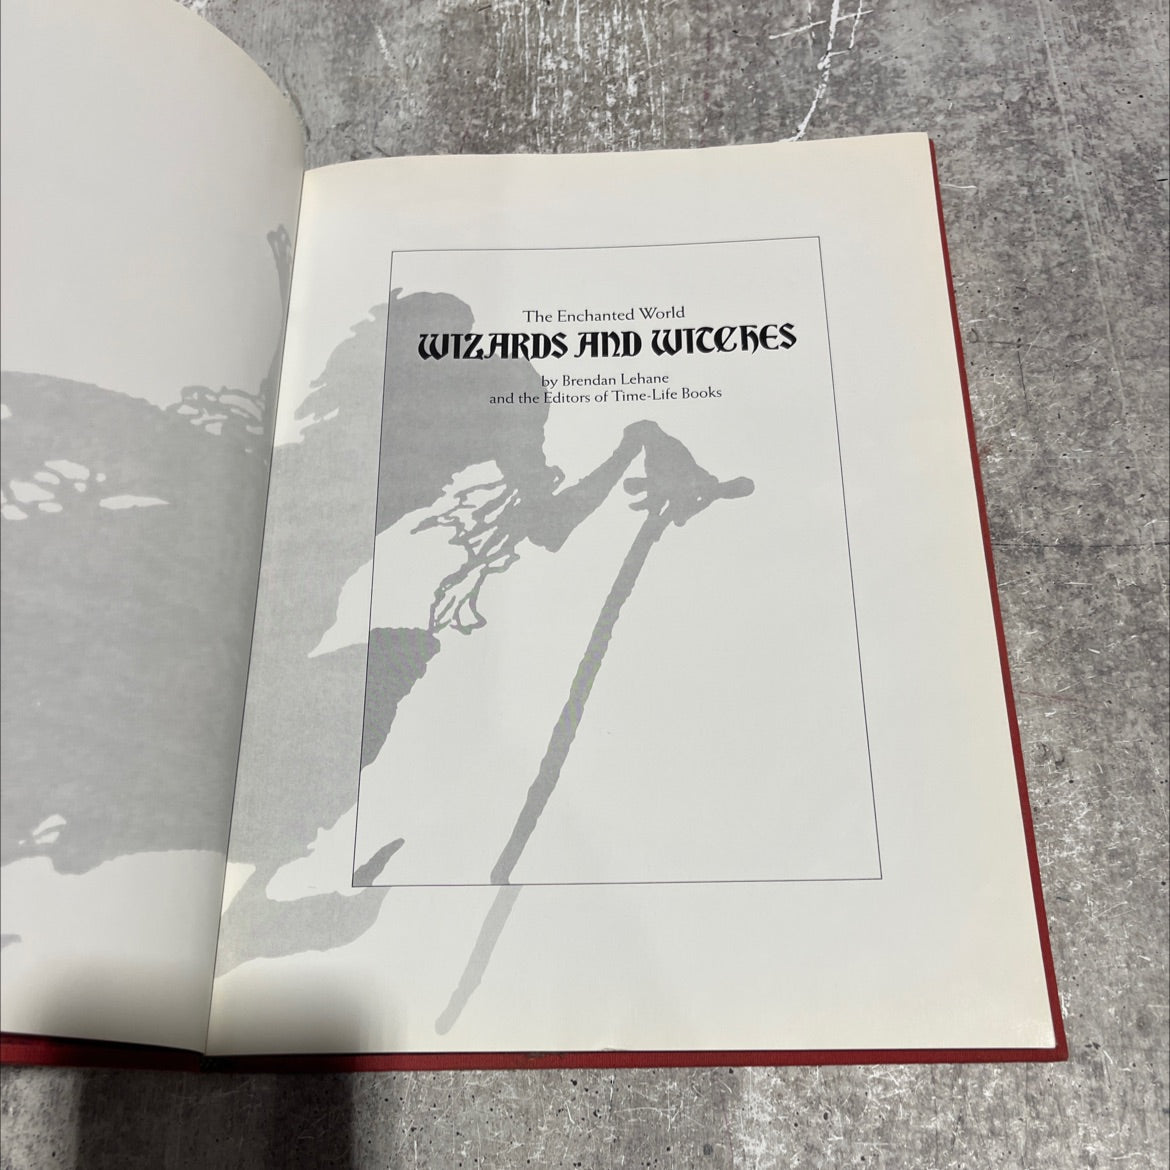 The Enchanted World
WIZARDS AND WITCHES
by Brendan Lehane
and the Editors of Time-Life Books